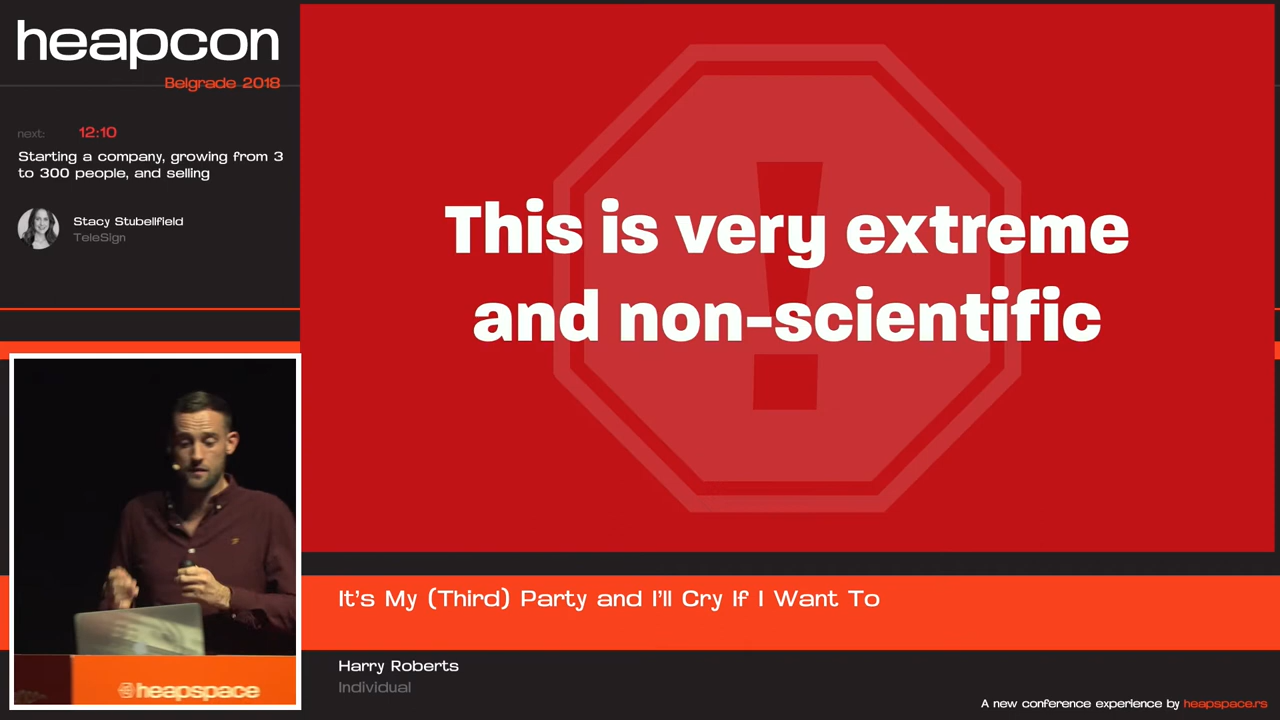 heapcon
Belgrade 2018
next: 12:10
Starting a company, growing from 3
to 300 people, and selling
Stacy Stubellfield
TeleSign
This is very extreme
and non-scientific
heapspace
It's My (Third) Party and I'll Cry If I Want To
Harry Roberts
Individual
A new conference experience by heapspace.rs